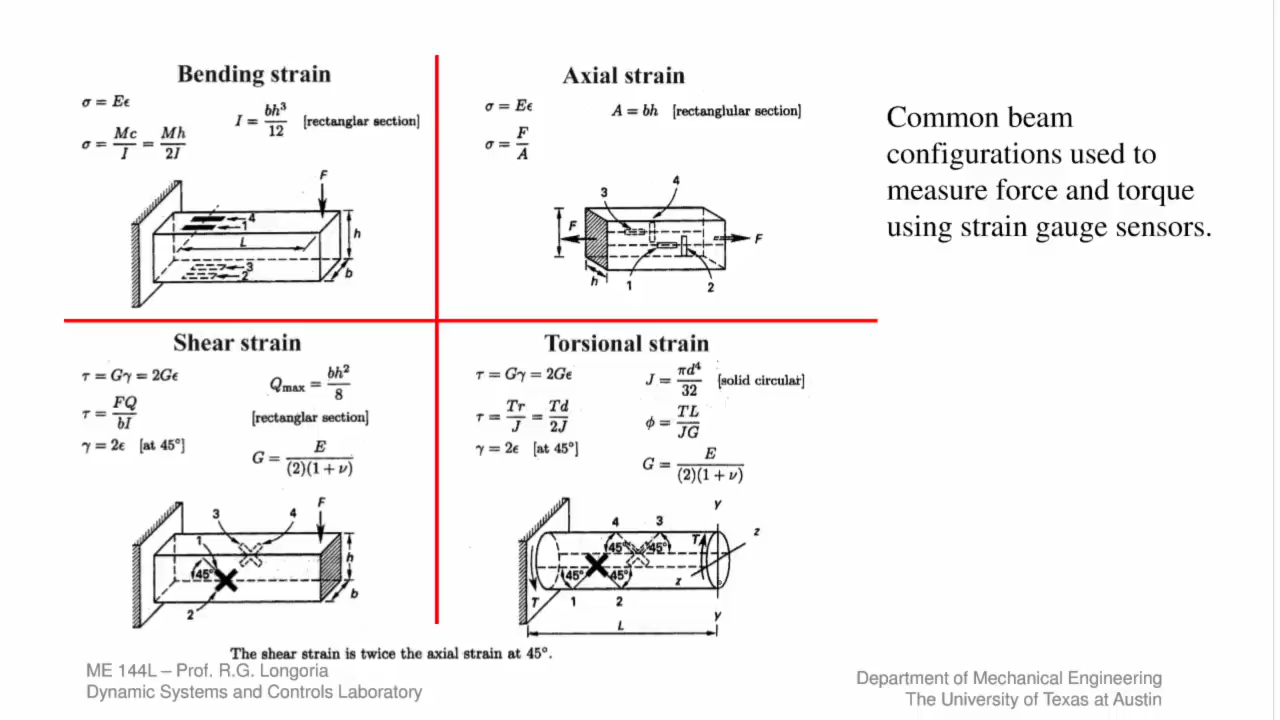 Bending strain
σ = Eϵ
I = bh³/12 [rectanglar section]
σ = Mc/I = Mh/2I
F
4
1
L
h
3
2
b
Axial strain
σ = Eϵ
A = bh [rectanglular section]
σ = F/A
4
3
F
F
h
1
2
Common beam
configurations used to
measure force and torque
using strain gauge sensors.
Shear strain
τ = Gγ = 2Gϵ
Qmax = bh²/8
τ = FQ/bI
[rectanglar section]
γ = 2ϵ [at 45°]
G = E/(2)(1 + ν)
3
4
F
1
45°
h
b
2
Torsional strain
τ = Gγ = 2Gϵ
J = πd⁴/32 [solid circular]
τ = Tr/J = Td/2J
ϕ = TL/JG
γ = 2ϵ [at 45°]
G = E/(2)(1 + ν)
y
4
3
z
45°
45°
T
45°
45°
z
T
1
2
y
L
The shear strain is twice the axial strain at 45°.
ME 144L – Prof. R.G. Longoria
Dynamic Systems and Controls Laboratory
Department of Mechanical Engineering
The University of Texas at Austin